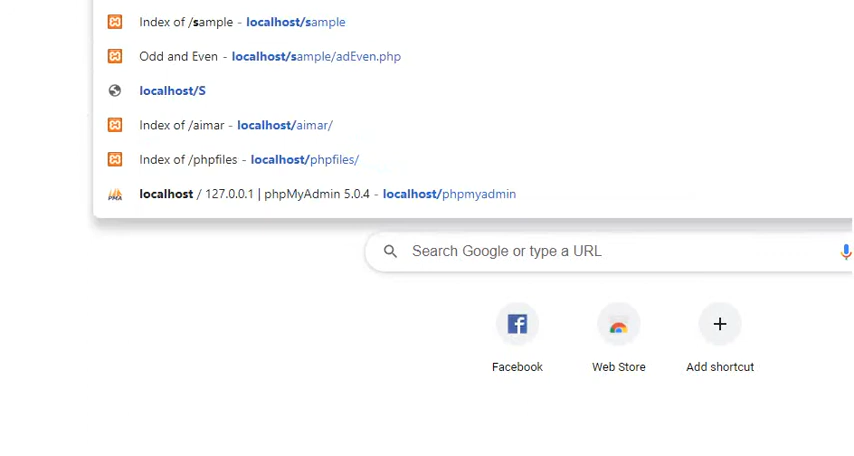 Index of /sample - localhost/sample
Odd and Even - localhost/sample/adEven.php
localhost/S
Index of /aimar - localhost/aimar/
Index of /phpfiles - localhost/phpfiles/
PMA localhost / 127.0.0.1 | phpMyAdmin 5.0.4 - localhost/phpmyadmin
Search Google or type a URL
Facebook Web Store Add shortcut